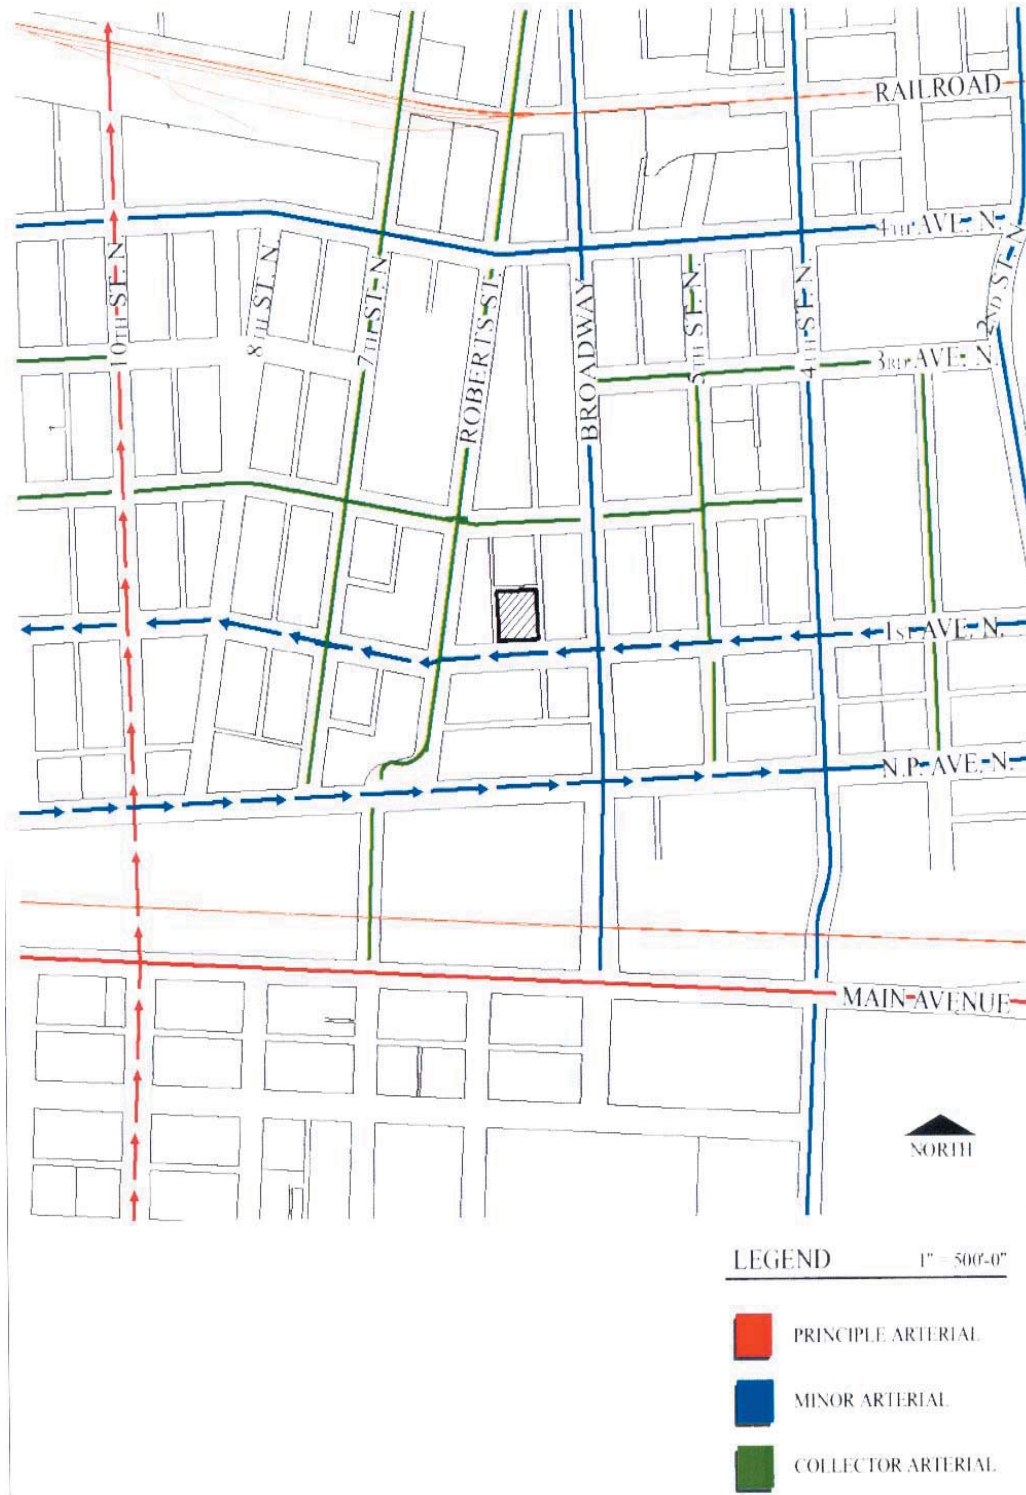 RAILROAD
4TH AVE. N.
10TH ST. N
8TH ST. N.
7TH ST. N
ROBERTS ST.
BROADWAY
5TH ST. N.
4TH ST. N.
2ND ST. N
3RD AVE. N.
1ST AVE. N.
N.P. AVE. N.
MAIN AVENUE
NORTH
LEGEND 1" = 500'-0"
PRINCIPLE ARTERIAL
MINOR ARTERIAL
COLLECTOR ARTERIAL